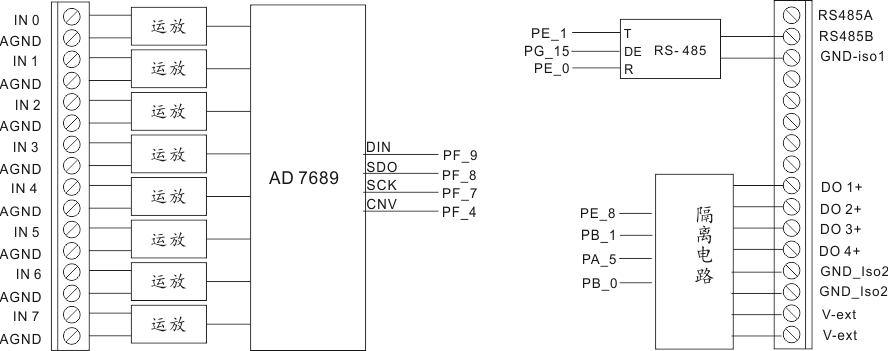 IN 0
AGND
IN 1
AGND
IN 2
AGND
IN 3
AGND
IN 4
AGND
IN 5
AGND
IN 6
AGND
IN 7
AGND
运放
运放
运放
运放
运放
运放
运放
运放
AD 7689
DIN
SDO
SCK
CNV
PF_9
PF_8
PF_7
PF_4
PE_1
PG_15
PE_0
T
DE
R
RS-485
RS485A
RS485B
GND-iso1
PE_8
PB_1
PA_5
PB_0
隔离电路
DO 1+
DO 2+
DO 3+
DO 4+
GND_Iso2
GND_Iso2
V-ext
V-ext